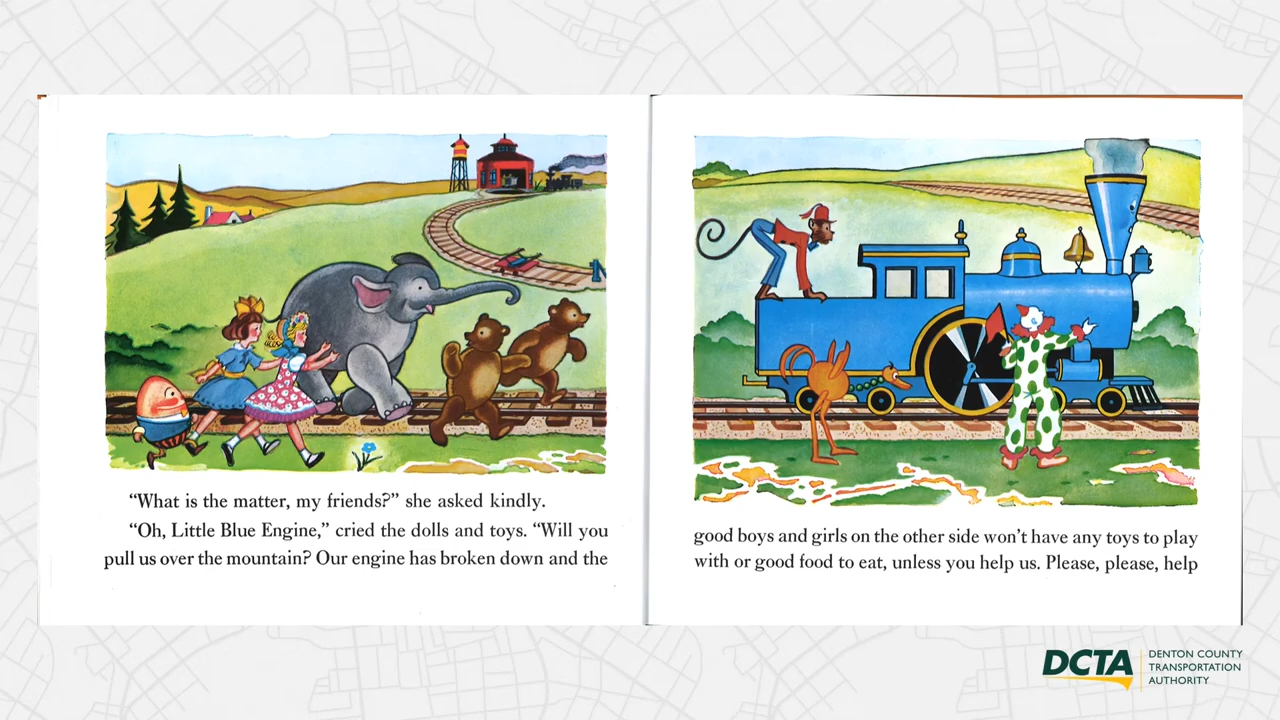 “What is the matter, my friends?” she asked kindly.
“Oh, Little Blue Engine,” cried the dolls and toys. “Will you
pull us over the mountain? Our engine has broken down and the
good boys and girls on the other side won’t have any toys to play
with or good food to eat, unless you help us. Please, please, help
DCTA
DENTON COUNTY
TRANSPORTATION
AUTHORITY